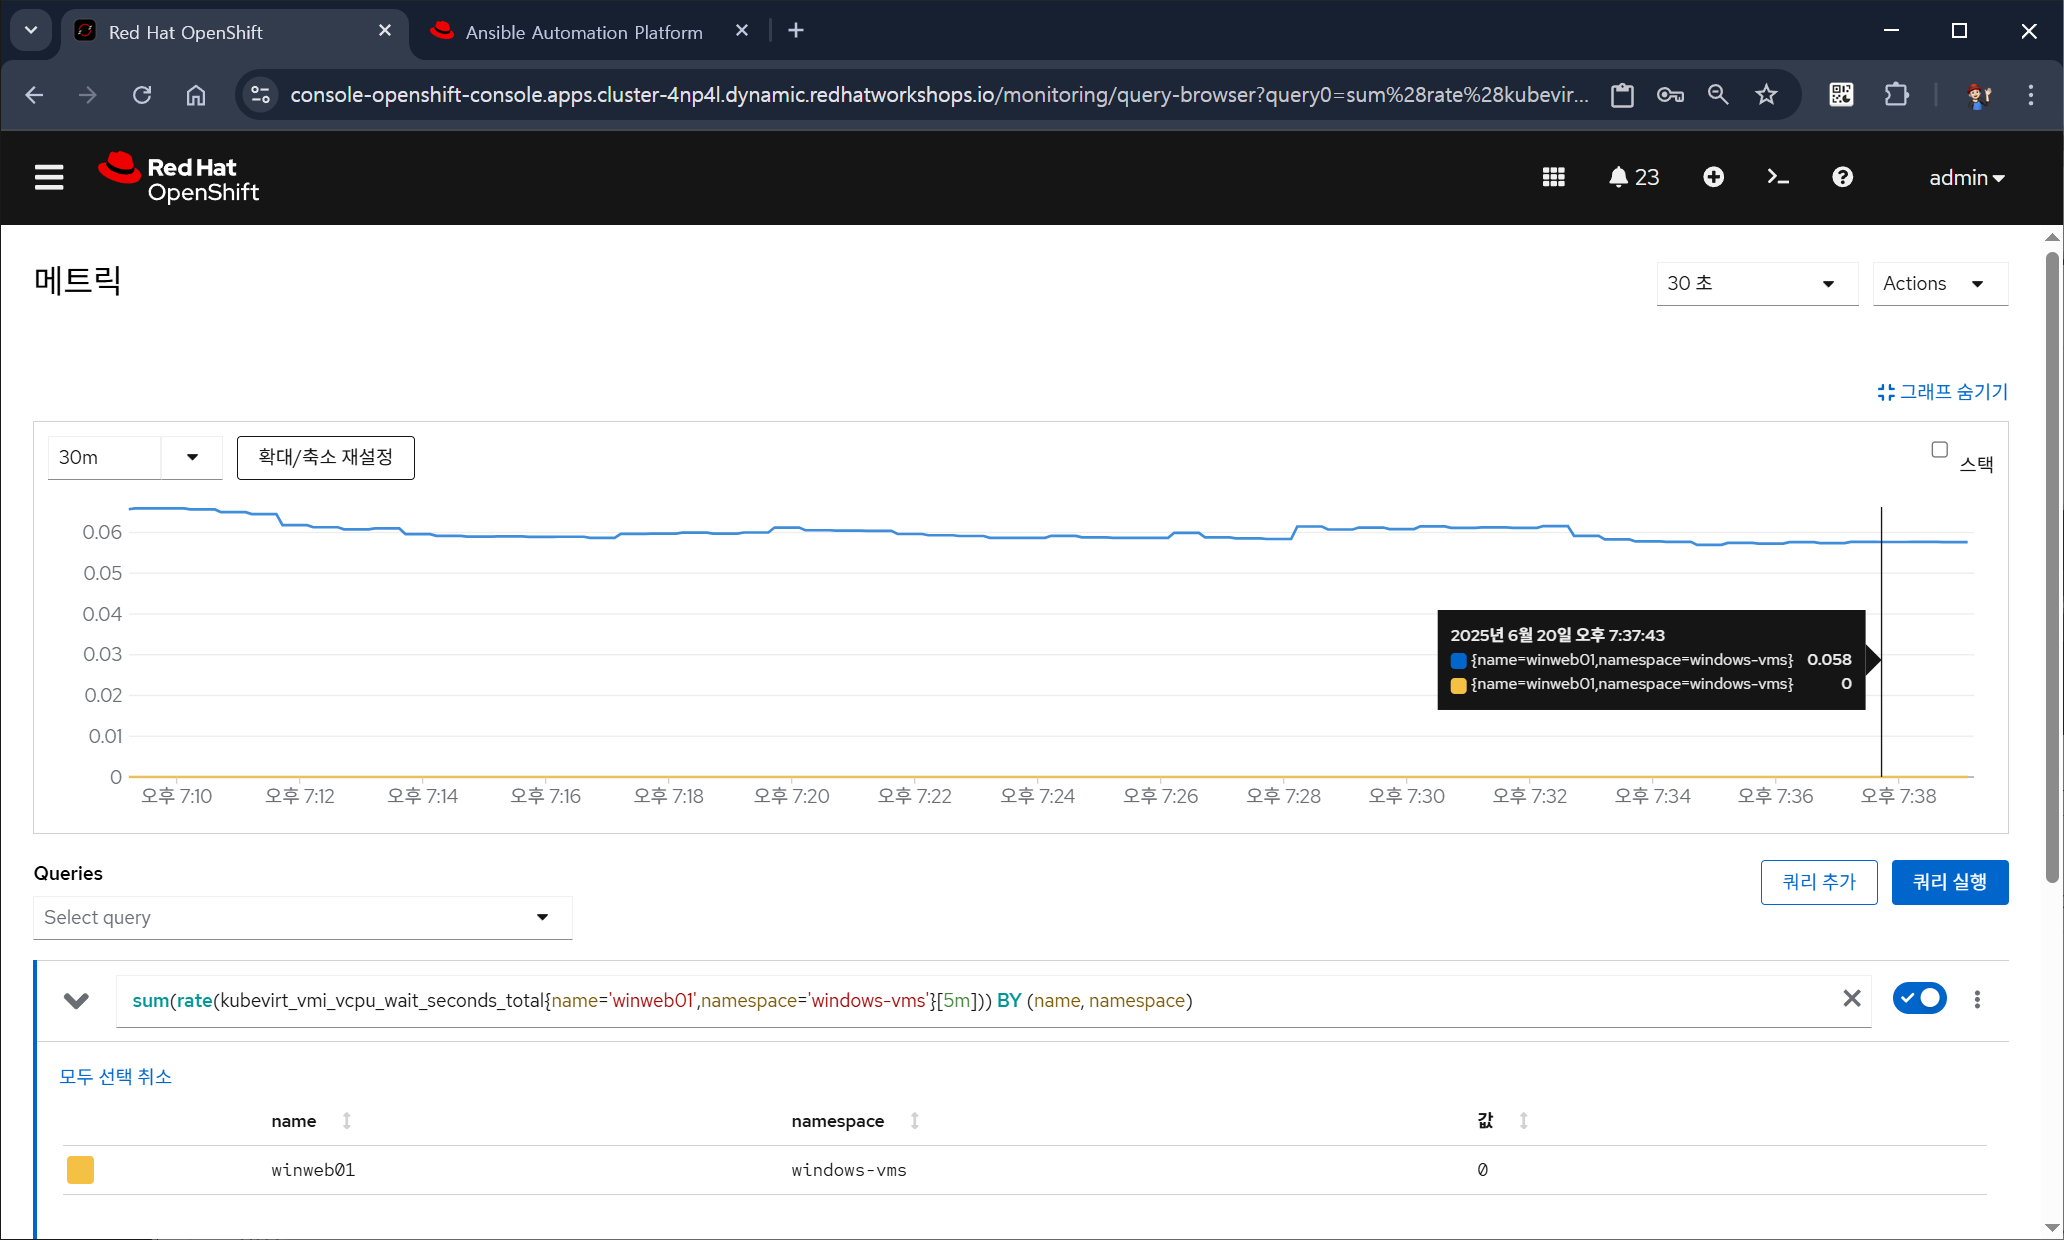 Red Hat OpenShift
Ansible Automation Platform
console-openshift-console.apps.cluster-4np4l.dynamic.redhatworkshops.io/monitoring/query-browser?query0=sum%28rate%28kubevir...
Red Hat
OpenShift
23
admin
메트릭
30 초
Actions
그래프 숨기기
30m
확대/축소 재설정
스택
0.06
0.05
0.04
0.03
0.02
0.01
0
2025년 6월 20일 오후 7:37:43
{name=winweb01,namespace=windows-vms} 0.058
{name=winweb01,namespace=windows-vms} 0
오후 7:10 오후 7:12 오후 7:14 오후 7:16 오후 7:18 오후 7:20 오후 7:22 오후 7:24 오후 7:26 오후 7:28 오후 7:30 오후 7:32 오후 7:34 오후 7:36 오후 7:38
Queries
쿼리 추가
쿼리 실행
Select query
sum(rate(kubevirt_vmi_vcpu_wait_seconds_total{name='winweb01',namespace='windows-vms'}[5m])) BY (name, namespace)
모두 선택 취소
name namespace 값
winweb01 windows-vms 0